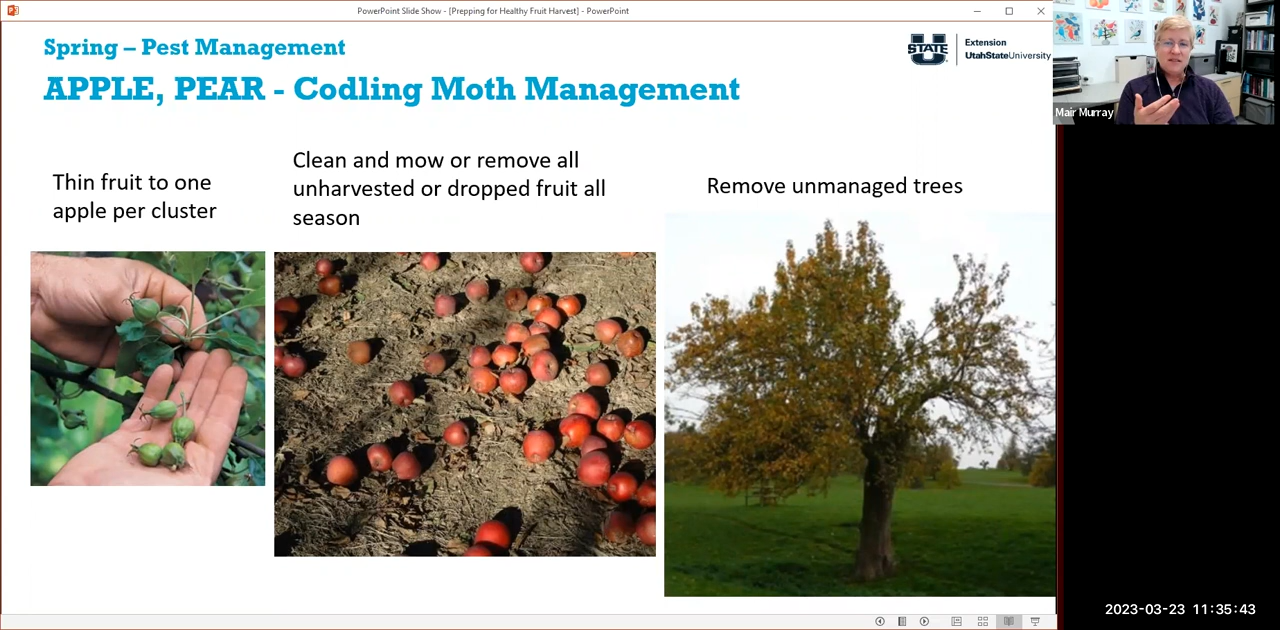 PowerPoint Slide Show - [Prepping for Healthy Fruit Harvest] - PowerPoint
Spring – Pest Management
APPLE, PEAR - Codling Moth Management
U STATE
Extension
UtahStateUniversity
Mair Murray
Thin fruit to one
apple per cluster
Clean and mow or remove all
unharvested or dropped fruit all
season
Remove unmanaged trees
2023-03-23 11:35:43